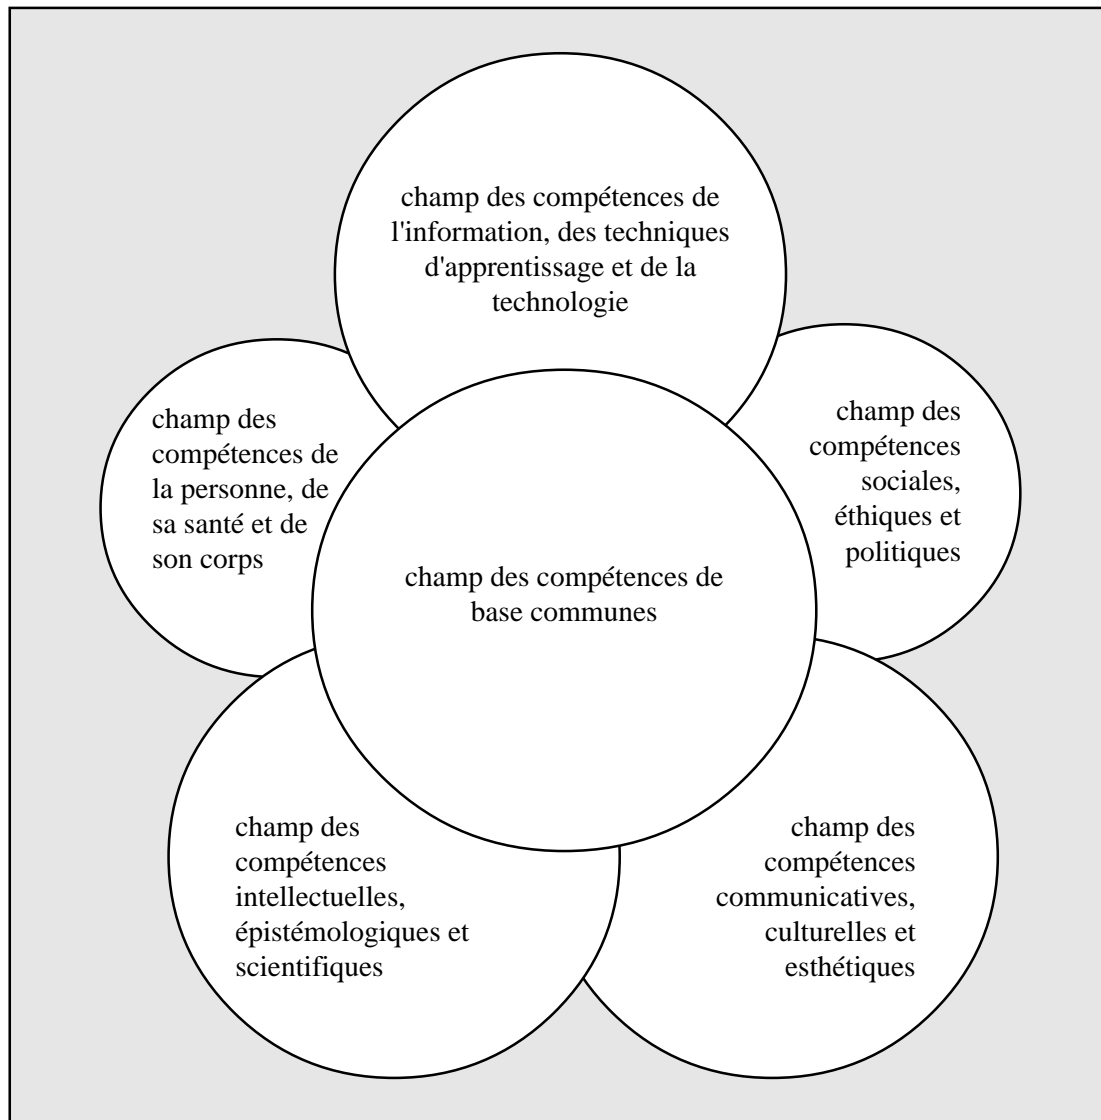 champ des compétences de
l'information, des techniques
d'apprentissage et de la
technologie
champ des
compétences de
la personne, de
sa santé et de
son corps
champ des
compétences
sociales,
éthiques et
politiques
champ des compétences de
base communes
champ des
compétences
intellectuelles,
épistémologiques et
scientifiques
champ des
compétences
communicatives,
culturelles et
esthétiques